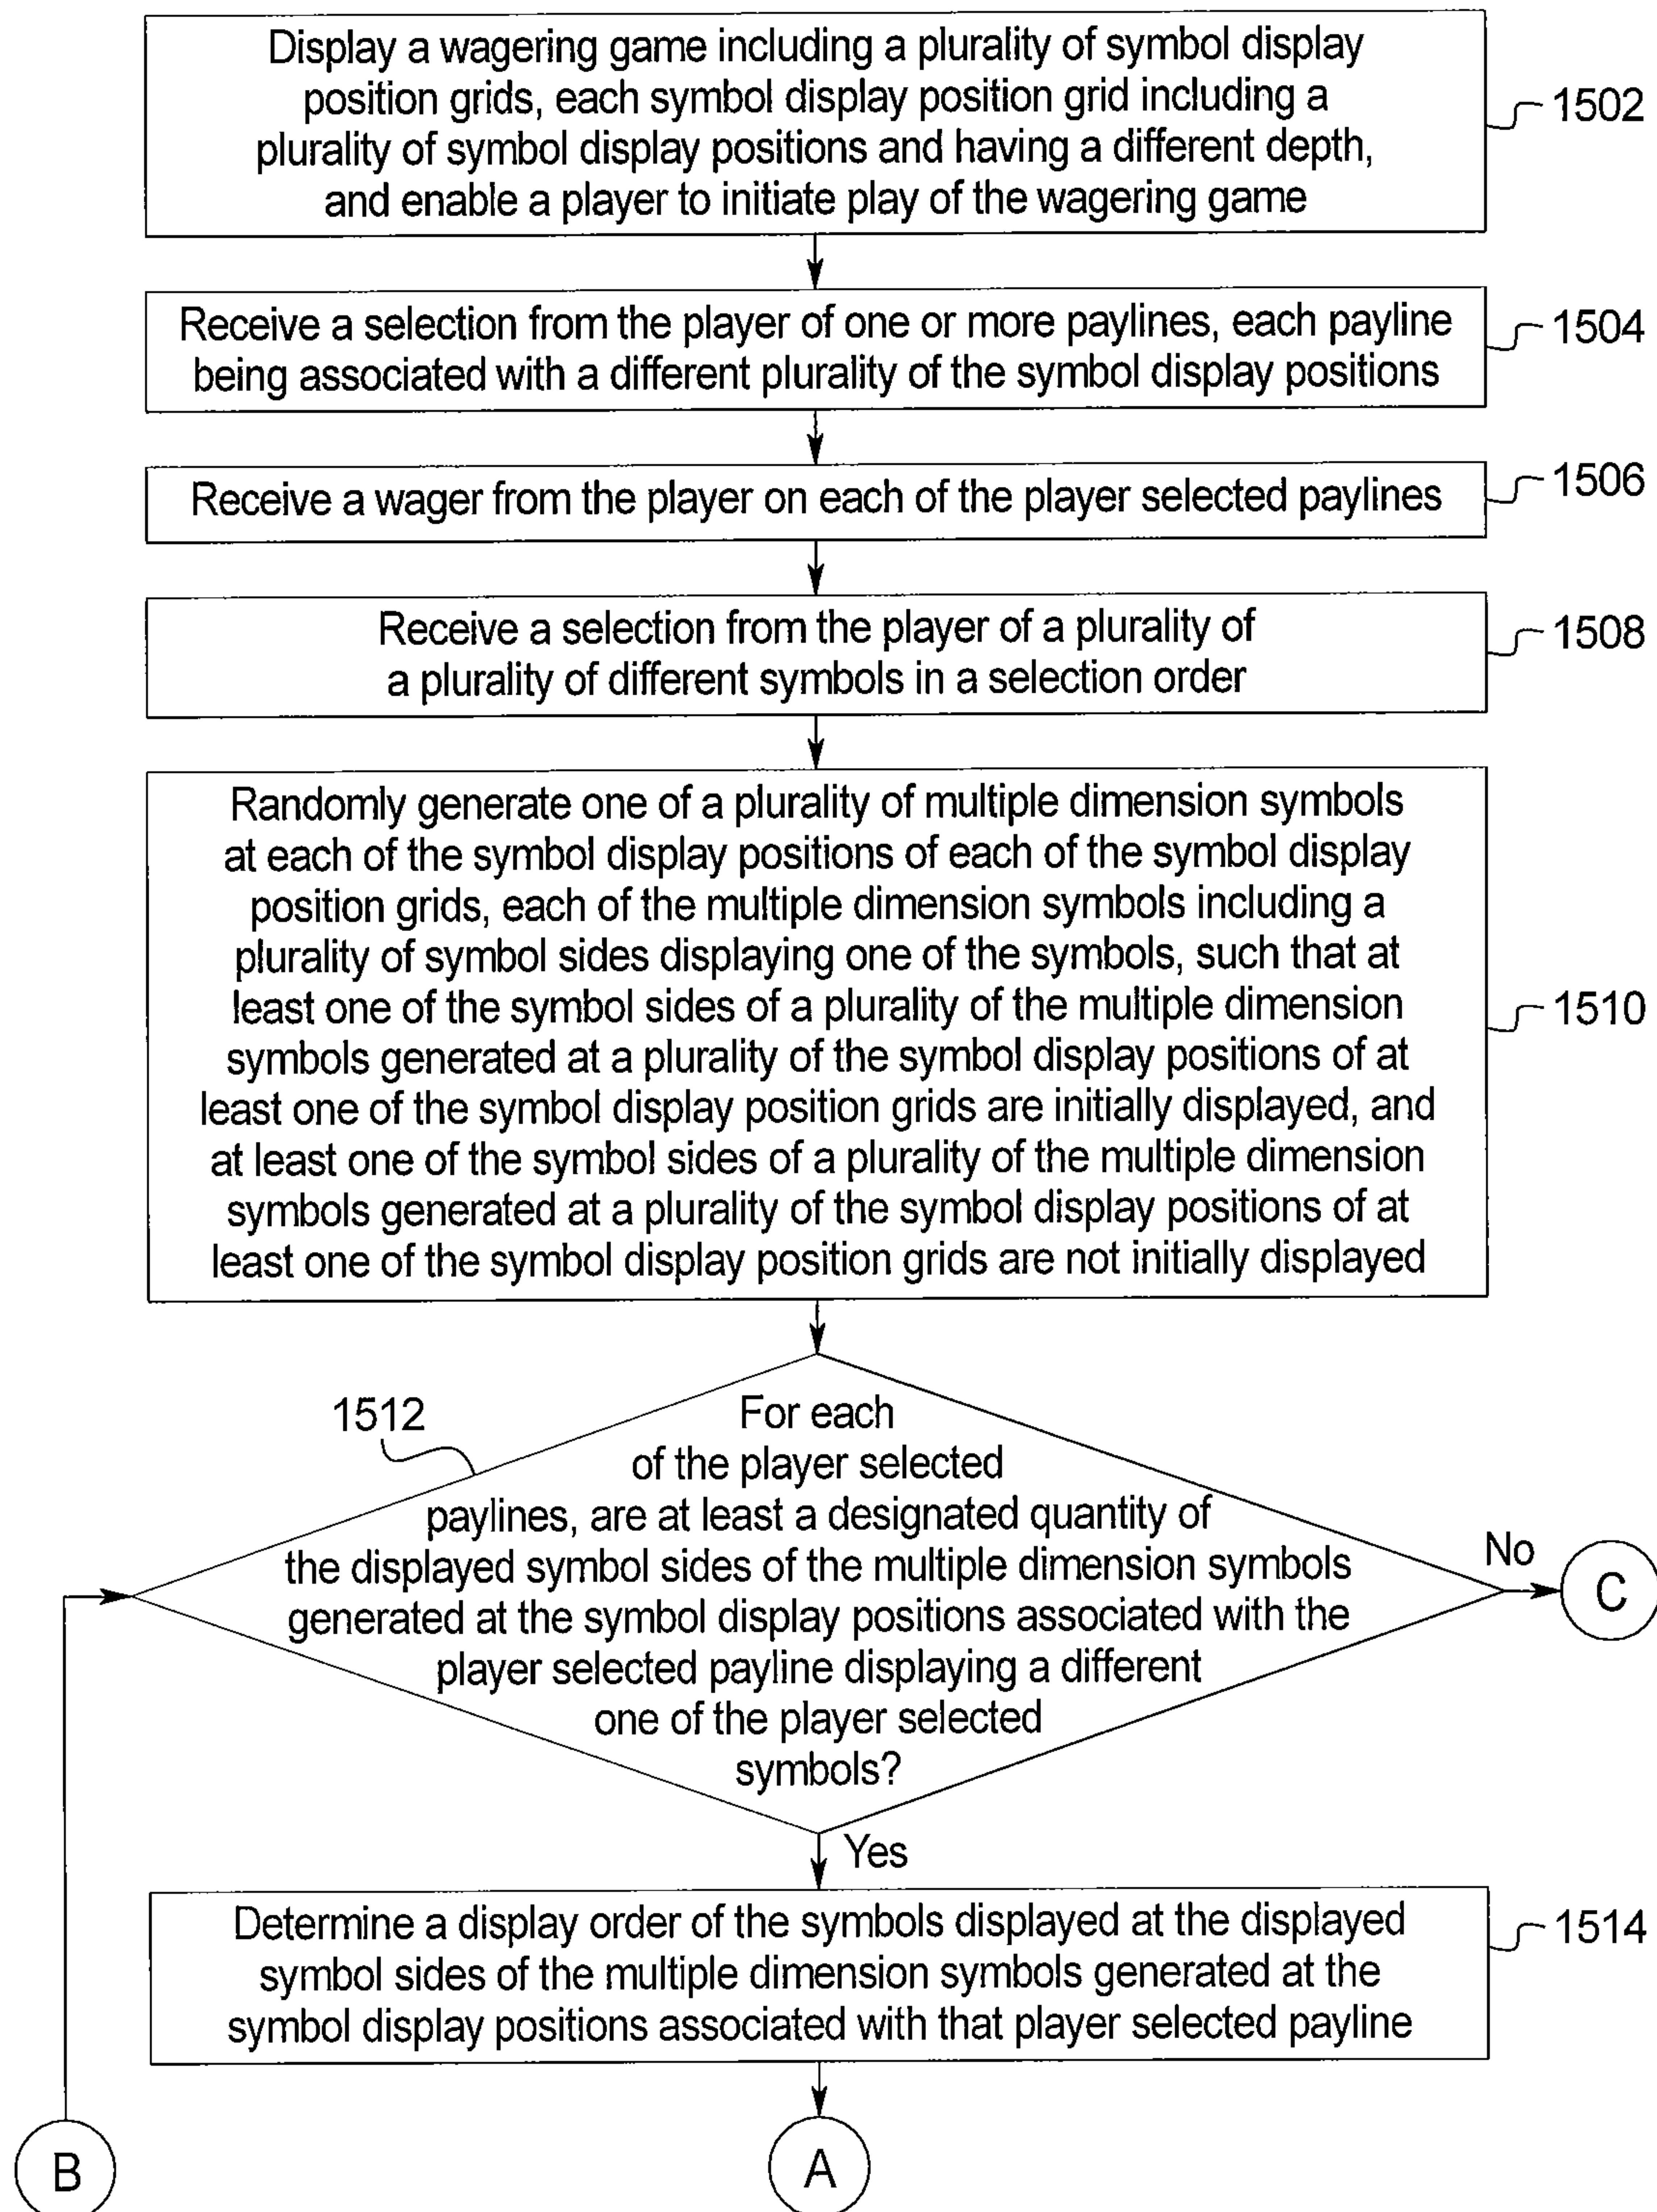 Display a wagering game including a plurality of symbol display
position grids, each symbol display position grid including a
plurality of symbol display positions and having a different depth,
and enable a player to initiate play of the wagering game
1502
Receive a selection from the player of one or more paylines, each payline
being associated with a different plurality of the symbol display positions
1504
Receive a wager from the player on each of the player selected paylines
1506
Receive a selection from the player of a plurality of
a plurality of different symbols in a selection order
1508
Randomly generate one of a plurality of multiple dimension symbols
at each of the symbol display positions of each of the symbol display
position grids, each of the multiple dimension symbols including a
plurality of symbol sides displaying one of the symbols, such that at
least one of the symbol sides of a plurality of the multiple dimension
symbols generated at a plurality of the symbol display positions of at
least one of the symbol display position grids are initially displayed, and
at least one of the symbol sides of a plurality of the multiple dimension
symbols generated at a plurality of the symbol display positions of at
least one of the symbol display position grids are not initially displayed
1510
1512
For each
of the player selected
paylines, are at least a designated quantity of
the displayed symbol sides of the multiple dimension symbols
generated at the symbol display positions associated with the
player selected payline displaying a different
one of the player selected
symbols?
No
C
Yes
Determine a display order of the symbols displayed at the displayed
symbol sides of the multiple dimension symbols generated at the
symbol display positions associated with that player selected payline
1514
B
A